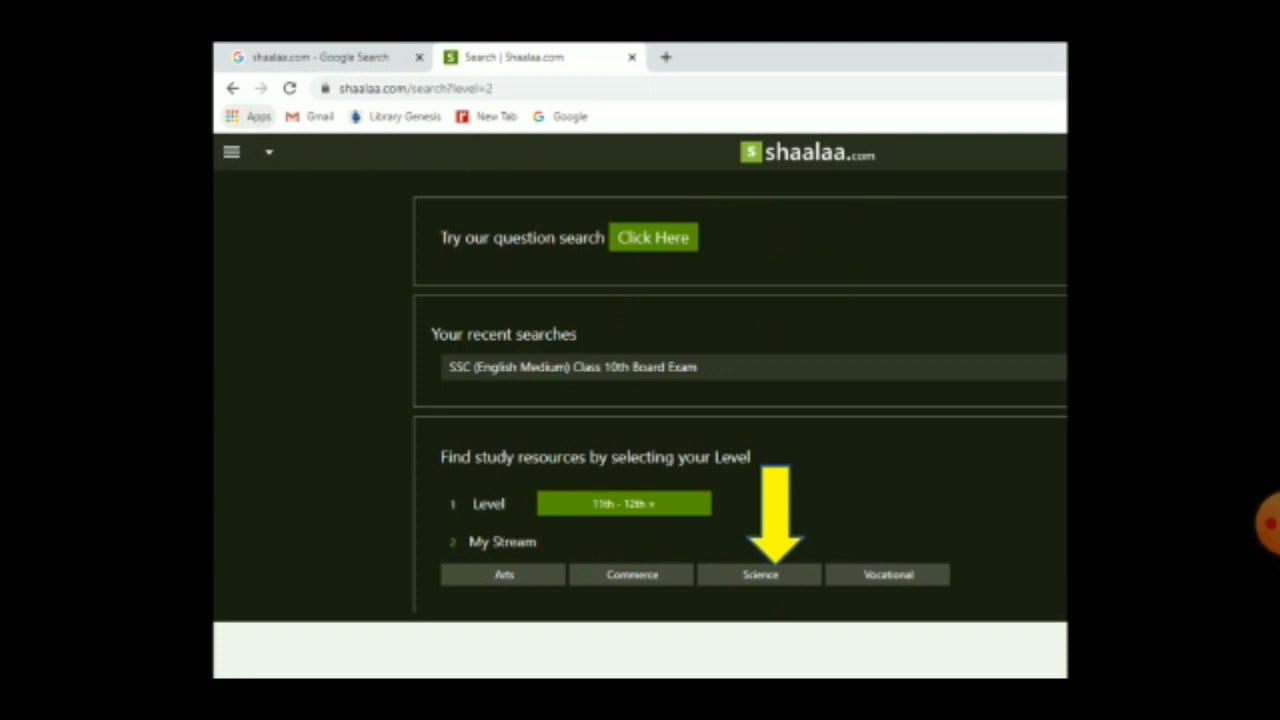 shaalaa.com - Google Search
Search | Shaalaa.com
shaalaa.com/search?level=2
Apps Gmail Library Genesis New Tab Google
S shaalaa.com
Try our question search Click Here
Your recent searches
SSC (English Medium) Class 10th Board Exam
Find study resources by selecting your Level
1 Level 11th - 12th ×
2 My Stream
Arts Commerce Science Vocational